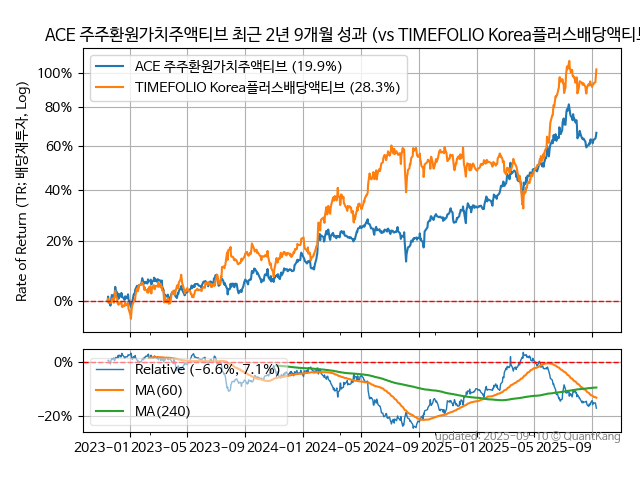 ACE 주주환원가치주액티브 최근 2년 9개월 성과 (vs TIMEFOLIO Korea플러스배당액티브
Rate of Return (TR: 배당재투자, Log)
ACE 주주환원가치주액티브 (19.9%)
TIMEFOLIO Korea플러스배당액티브 (28.3%)
100%
80%
60%
40%
20%
0%
Relative (−6.6%, 7.1%)
MA(60)
MA(240)
0%
−20%
updated: 2025-09-10 © QuantKang
2023-01 2023-05 2023-09 2024-01 2024-05 2024-09 2025-01 2025-05 2025-09